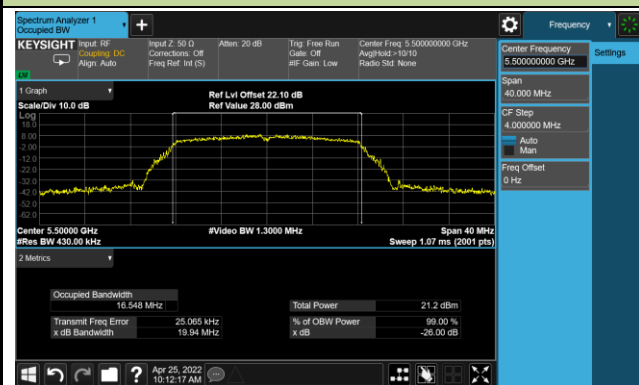 Spectrum Analyzer 1
Occupied BW
Frequency
KEYSIGHT
Input: RF
Coupling: DC
Align: Auto
Input Z: 50 Ω
Corrections: Off
Freq Ref: Int (S)
Atten: 20 dB
Trig: Free Run
Gate: Off
#IF Gain: Low
Center Freq: 5.500000000 GHz
Avg|Hold:>10/10
Radio Std: None
Center Frequency
5.500000000 GHz
Settings
Span
40.000 MHz
CF Step
4.000000 MHz
Auto
Man
Freq Offset
0 Hz
1 Graph
Scale/Div 10.0 dB
Ref Lvl Offset 22.10 dB
Ref Value 28.00 dBm
Log
18.0
8.00
-2.00
-12.0
-22.0
-32.0
-42.0
-52.0
-62.0
Center 5.50000 GHz
#Res BW 430.00 kHz
#Video BW 1.3000 MHz
Span 40 MHz
Sweep 1.07 ms (2001 pts)
2 Metrics
Occupied Bandwidth
16.548 MHz
Total Power 21.2 dBm
Transmit Freq Error 25.065 kHz
% of OBW Power 99.00 %
x dB Bandwidth 19.94 MHz
x dB -26.00 dB
?
Apr 25, 2022
10:12:17 AM